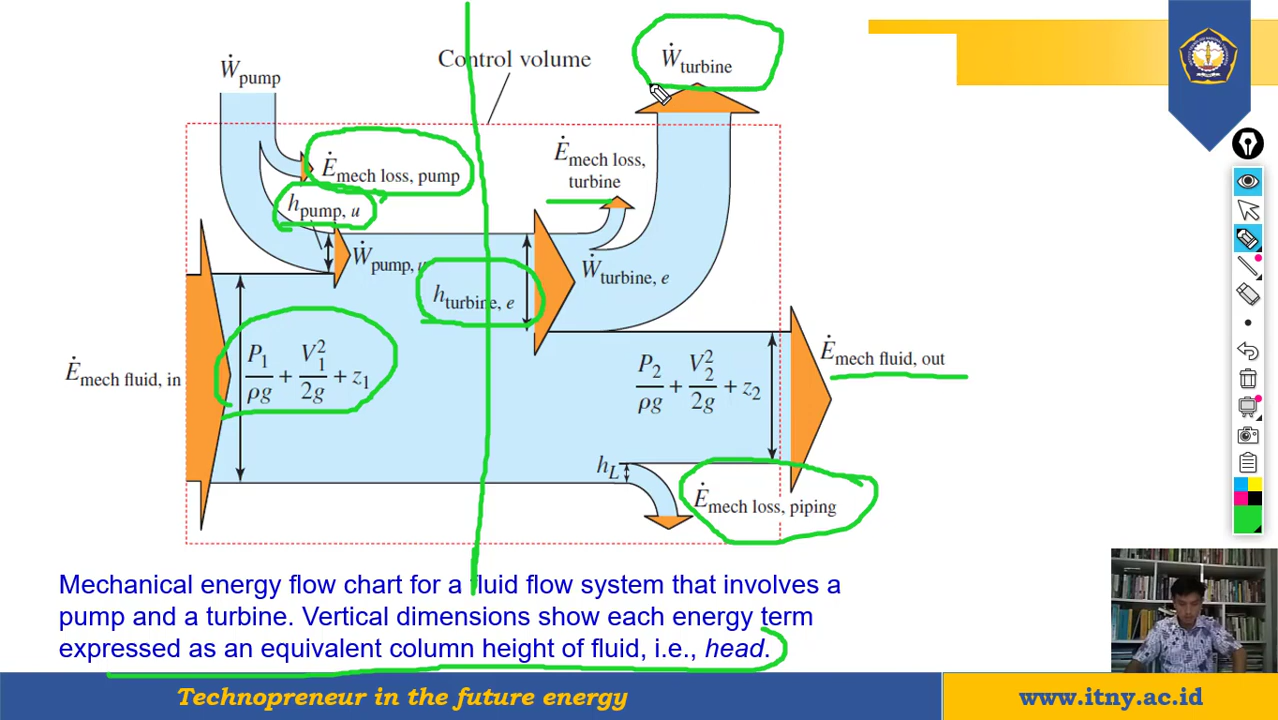 Control volume
Ẇturbine
Ẇpump
Ėmech loss, pump
Ėmech loss,
turbine
hpump, u
Ẇpump, u
Ẇturbine, e
hturbine, e
Ėmech fluid, in
P1/ρg + V1²/2g + z1
P2/ρg + V2²/2g + z2
Ėmech fluid, out
hL
Ėmech loss, piping
Mechanical energy flow chart for a fluid flow system that involves a
pump and a turbine. Vertical dimensions show each energy term
expressed as an equivalent column height of fluid, i.e., head.
Technopreneur in the future energy
www.itny.ac.id